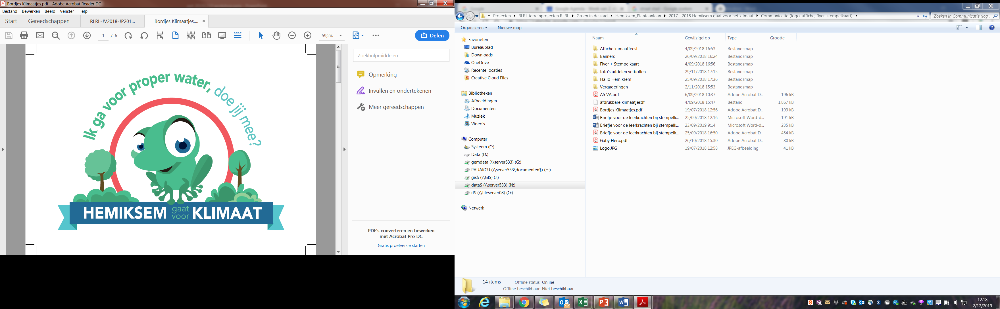 Bordjes Klimaatjes.pdf - Adobe Acrobat Reader DC
Bestand Bewerken Beeld Venster Help
Start Gereedschappen RLRL-JV2018-JP201... Bordjes Klimaatjes.... ×
1 / 6 59,2% Delen
Ik ga voor proper water, doe jij mee?
HEMIKSEM gaat voor KLIMAAT
Zoekhulpmiddelen
Opmerking
Invullen en ondertekenen
Meer gereedschappen
PDF's converteren en bewerken
met Acrobat Pro DC
Gratis proefversie starten
« Projecten RLRL terreinprojecten RLRL Groen in de stad Hemiksem_Plantaanlaan 2017 - 2018 Hemiksem gaat voor het klimaat Communicatie (logo, affiche, flyer, stempelkaart) Zoeken in Communicatie (log...
Organiseren Nieuwe map
Favorieten
Bureaublad
Downloads
OneDrive
Recente locaties
Creative Cloud Files
Bibliotheken
Afbeeldingen
Documenten
Muziek
Video's
Computer
Systeem (C:)
Data (D:)
gemdata (\\server533) (G:)
PAUAKCU (\\server533\documenten$) (H:)
gis$ (\\GIS) (J:)
data$ (\\server533) (N:)
rl$ (\\fileserver08) (O:)
Netwerk
Naam Gewijzigd op Type Grootte
Affiche klimaatfeest 4/09/2018 16:53 Bestandsmap
Banners 26/09/2018 16:24 Bestandsmap
Flyer + Stempelkaart 4/09/2018 16:56 Bestandsmap
foto's uitdelen vetbollen 29/11/2018 17:15 Bestandsmap
Hallo Hemiksem 25/09/2018 17:36 Bestandsmap
Vergaderingen 2/11/2018 15:53 Bestandsmap
A5 VA.pdf 6/09/2018 10:37 Adobe Acrobat D... 196 kB
afdrukbare klimaatjesdf 4/09/2018 15:47 Bestand 1.867 kB
Bordjes Klimaatjes.pdf 19/07/2018 12:56 Adobe Acrobat D... 199 kB
Briefje voor de leerkrachten bij stempelk... 25/09/2018 12:16 Microsoft Word-d... 191 kB
Briefje voor de leerkrachten bij stempelk... 23/09/2019 9:14 Microsoft Word-d... 235 kB
Briefje voor de leerkrachten bij stempelk... 25/09/2018 16:50 Adobe Acrobat D... 454 kB
Gaby Hero.pdf 26/10/2018 15:30 Adobe Acrobat D... 80 kB
Logo.JPG 19/07/2018 12:58 JPEG-afbeelding 41 kB
14 items Offline status: Online
Offline beschikbaar: Niet beschikbaar
12:18
2/12/2019